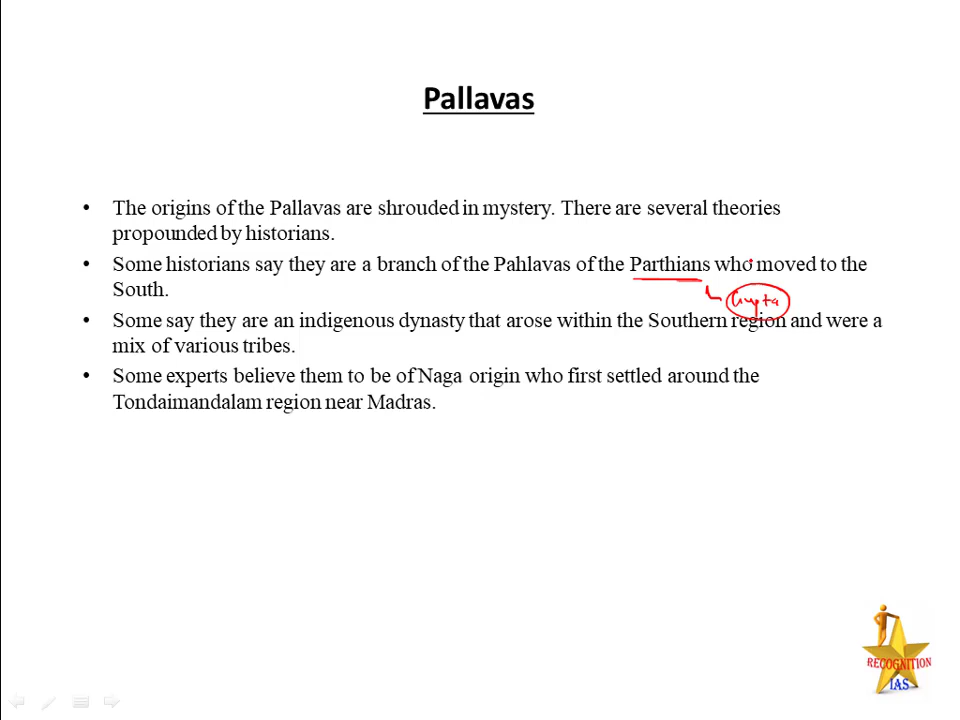 Pallavas
• The origins of the Pallavas are shrouded in mystery. There are several theories
propounded by historians.
• Some historians say they are a branch of the Pahlavas of the Parthians who moved to the
South.
Gupta
• Some say they are an indigenous dynasty that arose within the Southern region and were a
mix of various tribes.
• Some experts believe them to be of Naga origin who first settled around the
Tondaimandalam region near Madras.
RECOGNITION
IAS